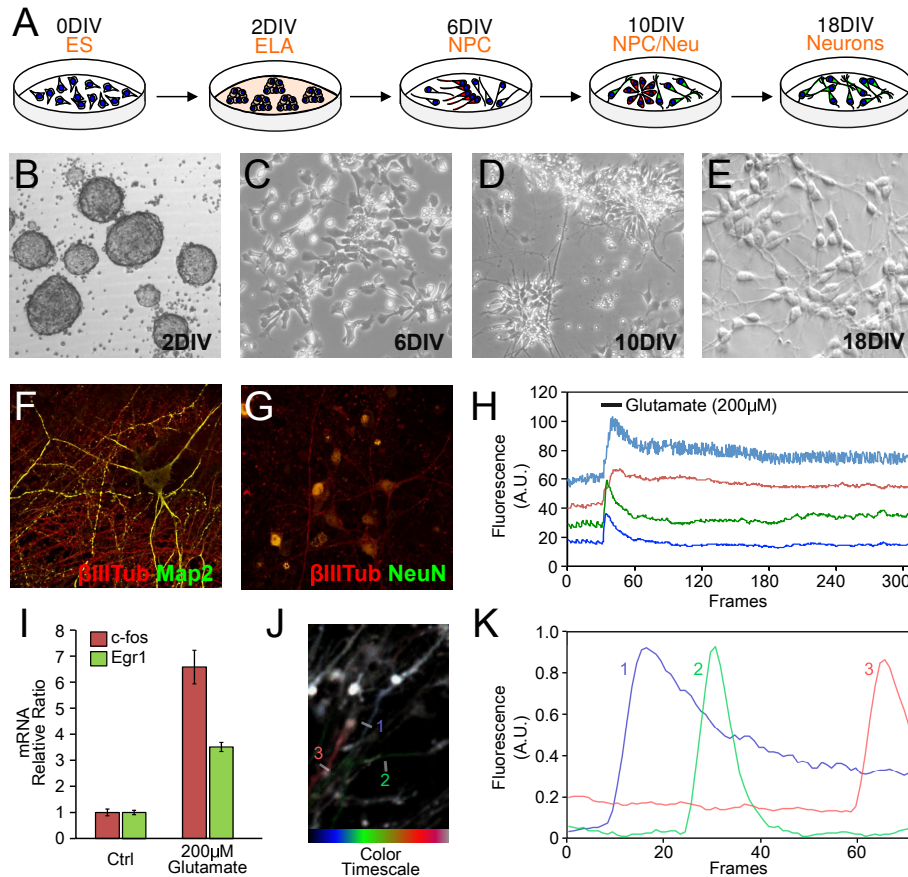 A
0DIV
ES
2DIV
ELA
6DIV
NPC
10DIV
NPC/Neu
18DIV
Neurons
B
2DIV
C
6DIV
D
10DIV
E
18DIV
F
βIIITub Map2
G
βIIITub NeuN
H
Glutamate (200µM)
Fluorescence
(A.U.)
120
100
80
60
40
20
0
0 60 120 180 240 300
Frames
I
c-fos
Egr1
mRNA
Relative Ratio
8
7
6
5
4
3
2
1
0
Ctrl
200µM
Glutamate
J
1
3
2
Color
Timescale
K
Fluorescence
(A.U.)
1.0
0.8
0.6
0.4
0.2
0
1
2
3
0 20 40 60
Frames